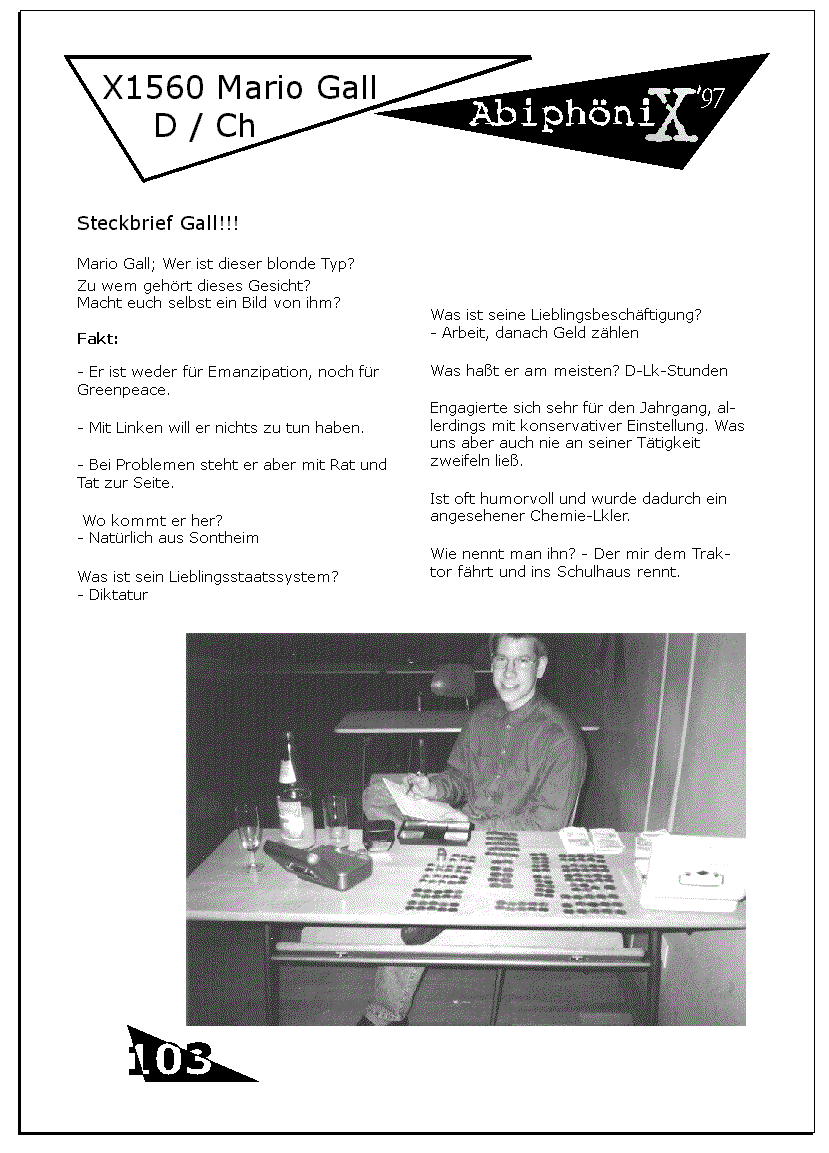 X1560 Mario Gall
D / Ch
AbiphöniX '97
Steckbrief Gall!!!
Mario Gall; Wer ist dieser blonde Typ?
Zu wem gehört dieses Gesicht?
Macht euch selbst ein Bild von ihm?
Fakt:
- Er ist weder für Emanzipation, noch für
Greenpeace.
- Mit Linken will er nichts zu tun haben.
- Bei Problemen steht er aber mit Rat und
Tat zur Seite.
Wo kommt er her?
- Natürlich aus Sontheim
Was ist sein Lieblingsstaatssystem?
- Diktatur
Was ist seine Lieblingsbeschäftigung?
- Arbeit, danach Geld zählen
Was haßt er am meisten? D-Lk-Stunden
Engagierte sich sehr für den Jahrgang, al-
lerdings mit konservativer Einstellung. Was
uns aber auch nie an seiner Tätigkeit
zweifeln ließ.
Ist oft humorvoll und wurde dadurch ein
angesehener Chemie-Lkler.
Wie nennt man ihn? - Der mir dem Trak-
tor fährt und ins Schulhaus rennt.
103